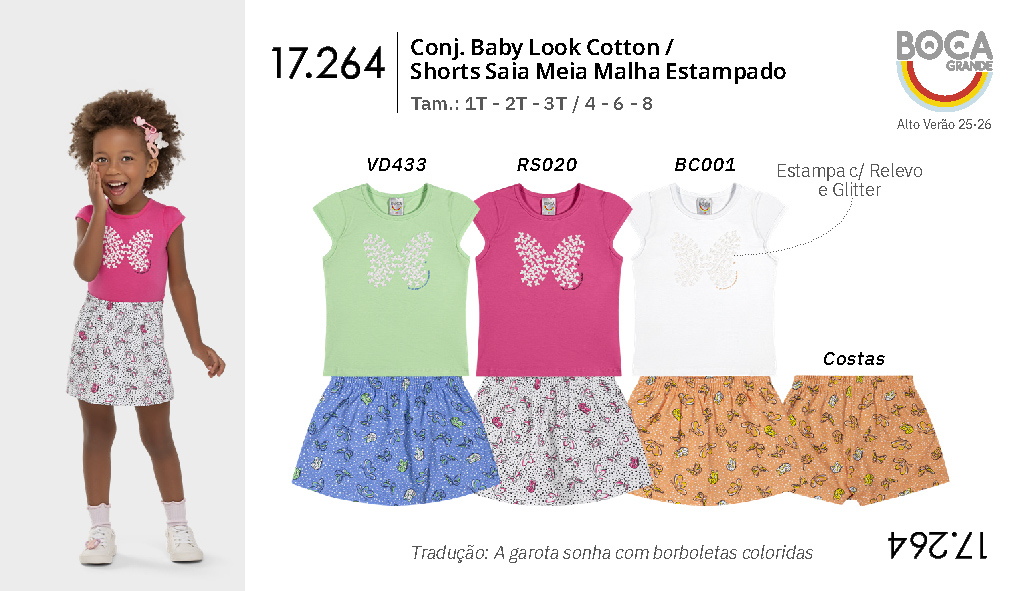 17.264
Conj. Baby Look Cotton /
Shorts Saia Meia Malha Estampado
Tam.: 1T - 2T - 3T / 4 - 6 - 8
BOCA
GRANDE
Alto Verão 25-26
VD433
RS020
BC001
Estampa c/ Relevo
e Glitter
BOCA
BOCA
Costas
Tradução: A garota sonha com borboletas coloridas
17.264